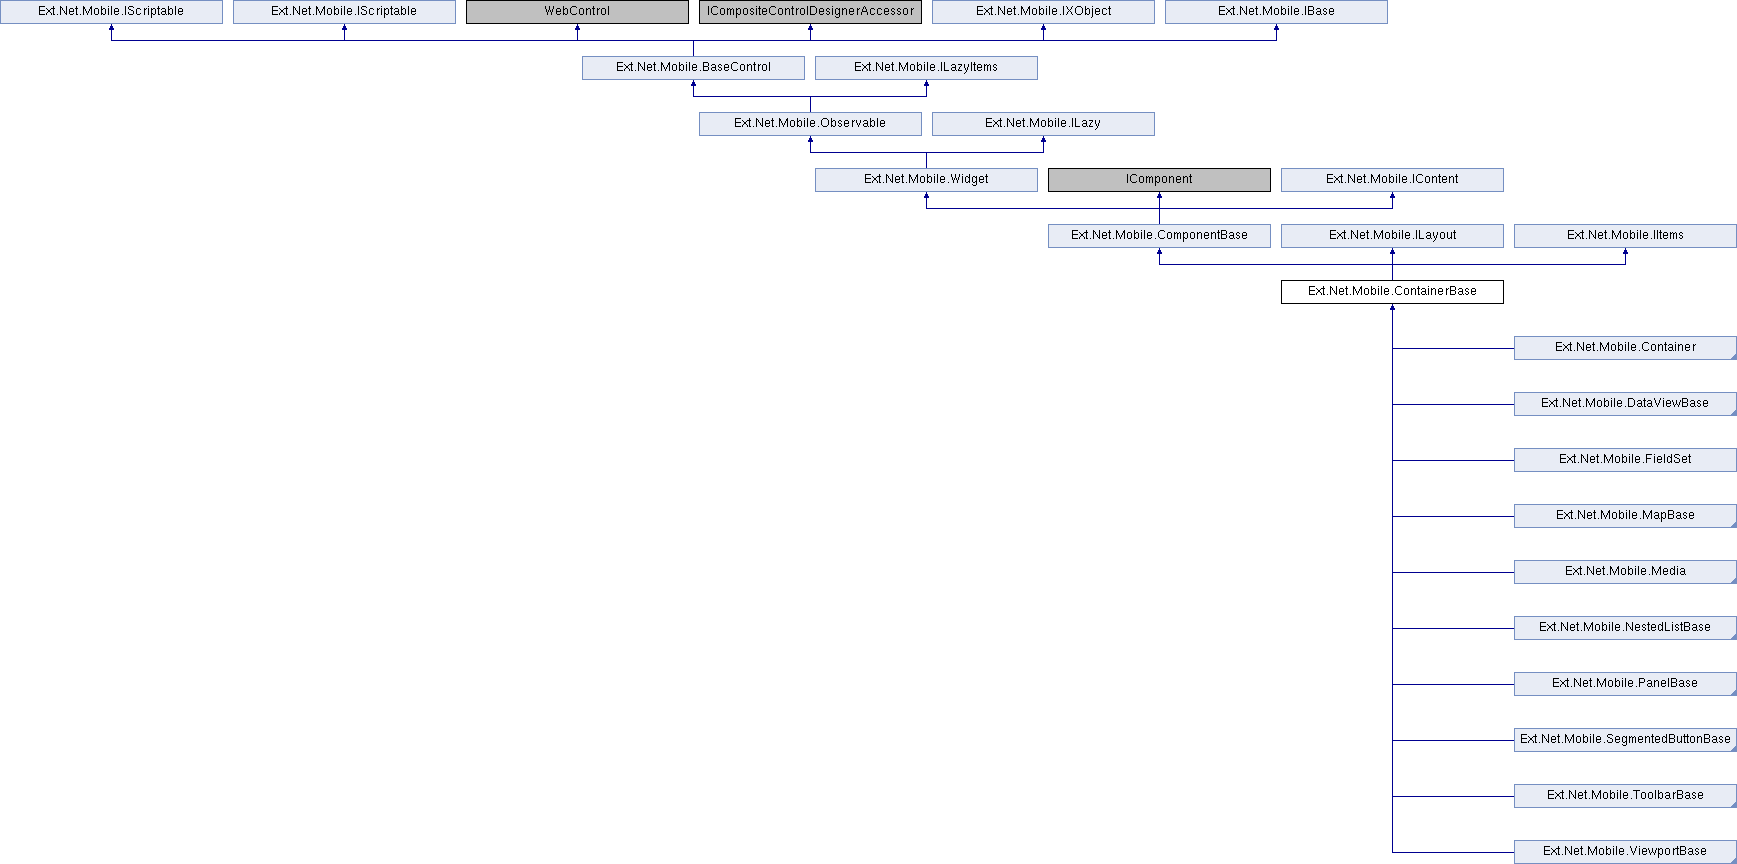 Ext.Net.Mobile.IScriptable
Ext.Net.Mobile.IScriptable
WebControl
ICompositeControlDesignerAccessor
Ext.Net.Mobile.IXObject
Ext.Net.Mobile.IBase
Ext.Net.Mobile.BaseControl
Ext.Net.Mobile.ILazyItems
Ext.Net.Mobile.Observable
Ext.Net.Mobile.ILazy
Ext.Net.Mobile.Widget
IComponent
Ext.Net.Mobile.IContent
Ext.Net.Mobile.ComponentBase
Ext.Net.Mobile.ILayout
Ext.Net.Mobile.IItems
Ext.Net.Mobile.ContainerBase
Ext.Net.Mobile.Container
Ext.Net.Mobile.DataViewBase
Ext.Net.Mobile.FieldSet
Ext.Net.Mobile.MapBase
Ext.Net.Mobile.Media
Ext.Net.Mobile.NestedListBase
Ext.Net.Mobile.PanelBase
Ext.Net.Mobile.SegmentedButtonBase
Ext.Net.Mobile.ToolbarBase
Ext.Net.Mobile.ViewportBase